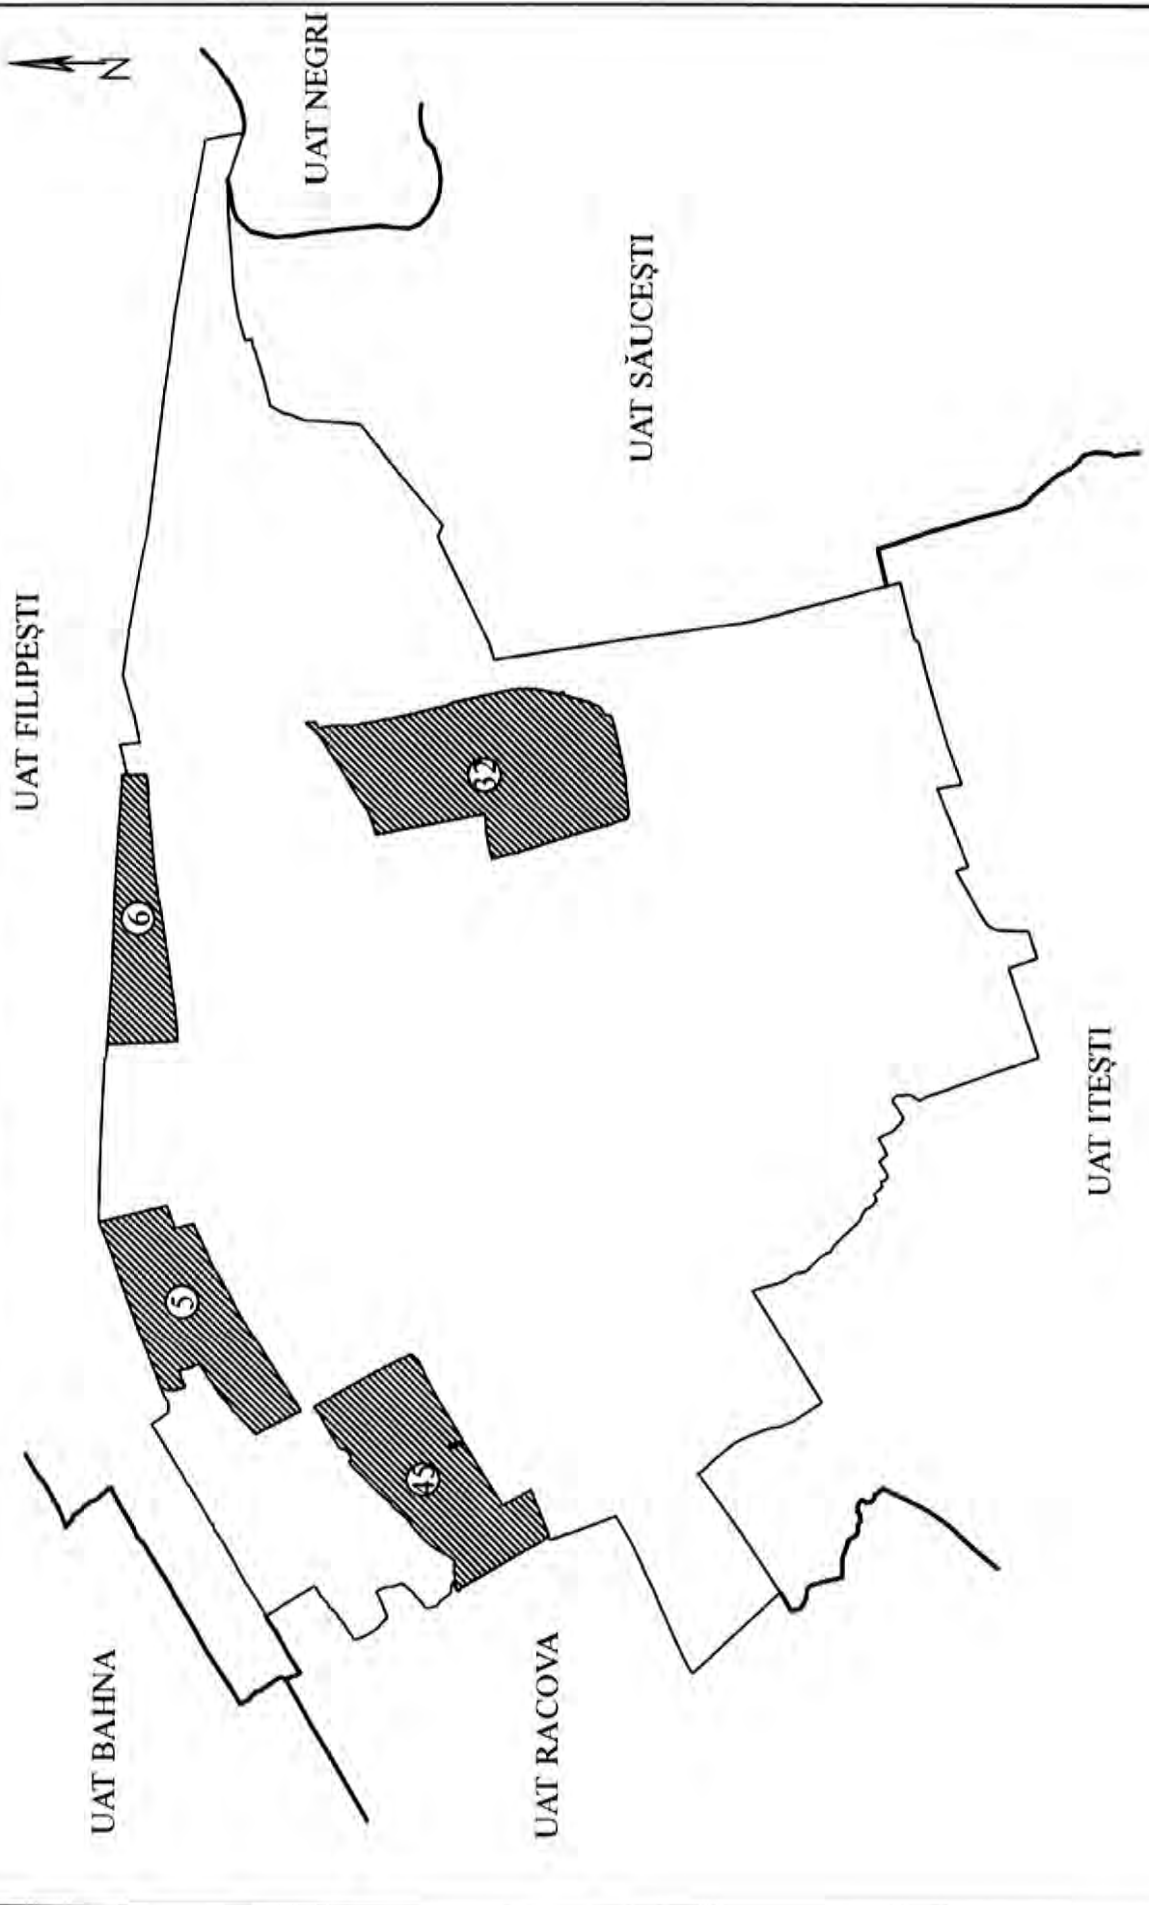 N
UAT FILIPEȘTI
UAT NEGRI
UAT BAHNA
6
5
UAT SĂUCEȘTI
32
45
UAT RACOVA
UAT ITEȘTI